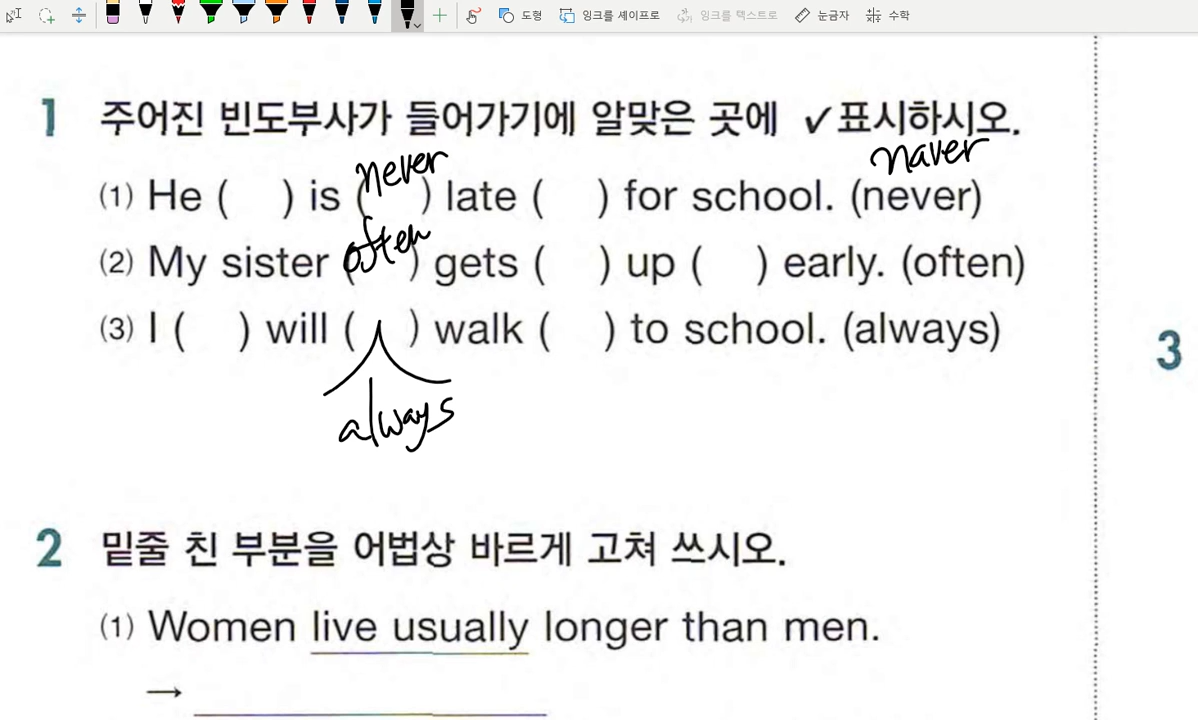 도형 잉크를 셰이프로 잉크를 텍스트로 눈금자 수학
1 주어진 빈도부사가 들어가기에 알맞은 곳에 ✓표시하시오.
never naver
(1) He ( ) is ( ) late ( ) for school. (never)
often
(2) My sister ( ) gets ( ) up ( ) early. (often)
(3) I ( ) will ( ) walk ( ) to school. (always)
3
always
2 밑줄 친 부분을 어법상 바르게 고쳐 쓰시오.
(1) Women live usually longer than men.
→